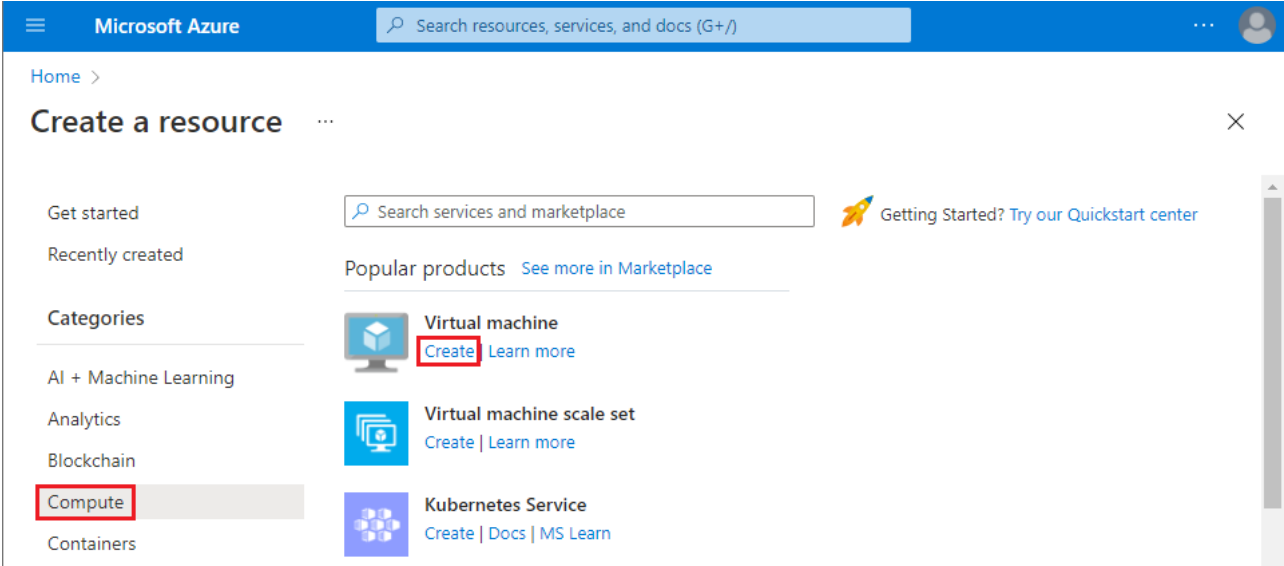 Microsoft Azure
Search resources, services, and docs (G+/)
...
Home >
Create a resource ...
Get started
Recently created
Categories
AI + Machine Learning
Analytics
Blockchain
Compute
Containers
Search services and marketplace
Getting Started? Try our Quickstart center
Popular products See more in Marketplace
Virtual machine
Create | Learn more
Virtual machine scale set
Create | Learn more
Kubernetes Service
Create | Docs | MS Learn